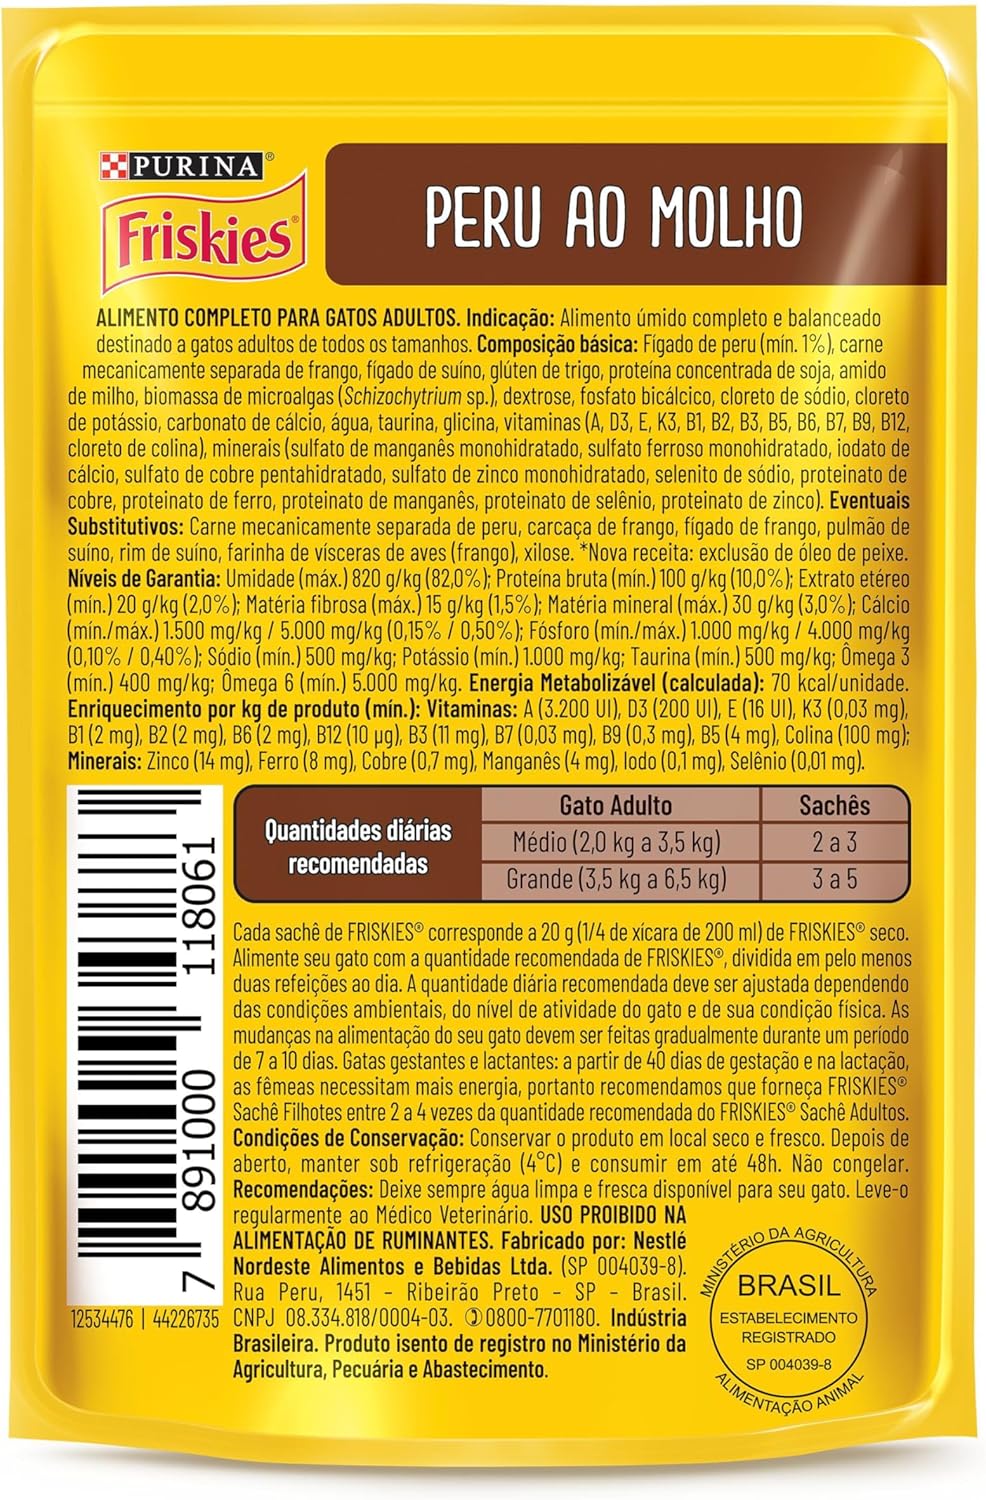 PURINA®
Friskies®
PERU AO MOLHO
ALIMENTO COMPLETO PARA GATOS ADULTOS. Indicação: Alimento úmido completo e balanceado
destinado a gatos adultos de todos os tamanhos. Composição básica: Fígado de peru (mín. 1%), carne
mecanicamente separada de frango, fígado de suíno, glúten de trigo, proteína concentrada de soja, amido
de milho, biomassa de microalgas (Schizochytrium sp.), dextrose, fosfato bicálcico, cloreto de sódio, cloreto
de potássio, carbonato de cálcio, água, taurina, glicina, vitaminas (A, D3, E, K3, B1, B2, B3, B5, B6, B7, B9, B12,
cloreto de colina), minerais (sulfato de manganês monohidratado, sulfato ferroso monohidratado, iodato de
cálcio, sulfato de cobre pentahidratado, sulfato de zinco monohidratado, selenito de sódio, proteinato de
cobre, proteinato de ferro, proteinato de manganês, proteinato de selênio, proteinato de zinco). Eventuais
Substitutivos: Carne mecanicamente separada de peru, carcaça de frango, fígado de frango, pulmão de
suíno, rim de suíno, farinha de vísceras de aves (frango), xilose. *Nova receita: exclusão de óleo de peixe.
Níveis de Garantia: Umidade (máx.) 820 g/kg (82,0%); Proteína bruta (mín.) 100 g/kg (10,0%); Extrato etéreo
(mín.) 20 g/kg (2,0%); Matéria fibrosa (máx.) 15 g/kg (1,5%); Matéria mineral (máx.) 30 g/kg (3,0%); Cálcio
(mín./máx.) 1.500 mg/kg / 5.000 mg/kg (0,15% / 0,50%); Fósforo (mín./máx.) 1.000 mg/kg / 4.000 mg/kg
(0,10% / 0,40%); Sódio (mín.) 500 mg/kg; Potássio (mín.) 1.000 mg/kg; Taurina (mín.) 500 mg/kg; Ômega 3
(mín.) 400 mg/kg; Ômega 6 (mín.) 5.000 mg/kg. Energia Metabolizável (calculada): 70 kcal/unidade.
Enriquecimento por kg de produto (mín.): Vitaminas: A (3.200 UI), D3 (200 UI), E (16 UI), K3 (0,03 mg),
B1 (2 mg), B2 (2 mg), B6 (2 mg), B12 (10 µg), B3 (11 mg), B7 (0,03 mg), B9 (0,3 mg), B5 (4 mg), Colina (100 mg);
Minerais: Zinco (14 mg), Ferro (8 mg), Cobre (0,7 mg), Manganês (4 mg), Iodo (0,1 mg), Selênio (0,01 mg).
Quantidades diárias
recomendadas
Gato Adulto Sachês
Médio (2,0 kg a 3,5 kg) 2 a 3
Grande (3,5 kg a 6,5 kg) 3 a 5
7 891000 118061
12534476 | 44226735
Cada sachê de FRISKIES® corresponde a 20 g (1/4 de xícara de 200 ml) de FRISKIES® seco.
Alimente seu gato com a quantidade recomendada de FRISKIES®, dividida em pelo menos
duas refeições ao dia. A quantidade diária recomendada deve ser ajustada dependendo
das condições ambientais, do nível de atividade do gato e de sua condição física. As
mudanças na alimentação do seu gato devem ser feitas gradualmente durante um período
de 7 a 10 dias. Gatas gestantes e lactantes: a partir de 40 dias de gestação e na lactação,
as fêmeas necessitam mais energia, portanto recomendamos que forneça FRISKIES®
Sachê Filhotes entre 2 a 4 vezes da quantidade recomendada do FRISKIES® Sachê Adultos.
Condições de Conservação: Conservar o produto em local seco e fresco. Depois de
aberto, manter sob refrigeração (4°C) e consumir em até 48h. Não congelar.
Recomendações: Deixe sempre água limpa e fresca disponível para seu gato. Leve-o
regularmente ao Médico Veterinário. USO PROIBIDO NA
ALIMENTAÇÃO DE RUMINANTES. Fabricado por: Nestlé
Nordeste Alimentos e Bebidas Ltda. (SP 004039-8).
Rua Peru, 1451 – Ribeirão Preto – SP – Brasil.
CNPJ 08.334.818/0004-03. 0800-7701180. Indústria
Brasileira. Produto isento de registro no Ministério da
Agricultura, Pecuária e Abastecimento.
MINISTÉRIO DA AGRICULTURA
BRASIL
ESTABELECIMENTO
REGISTRADO
SP 004039-8
ALIMENTAÇÃO ANIMAL